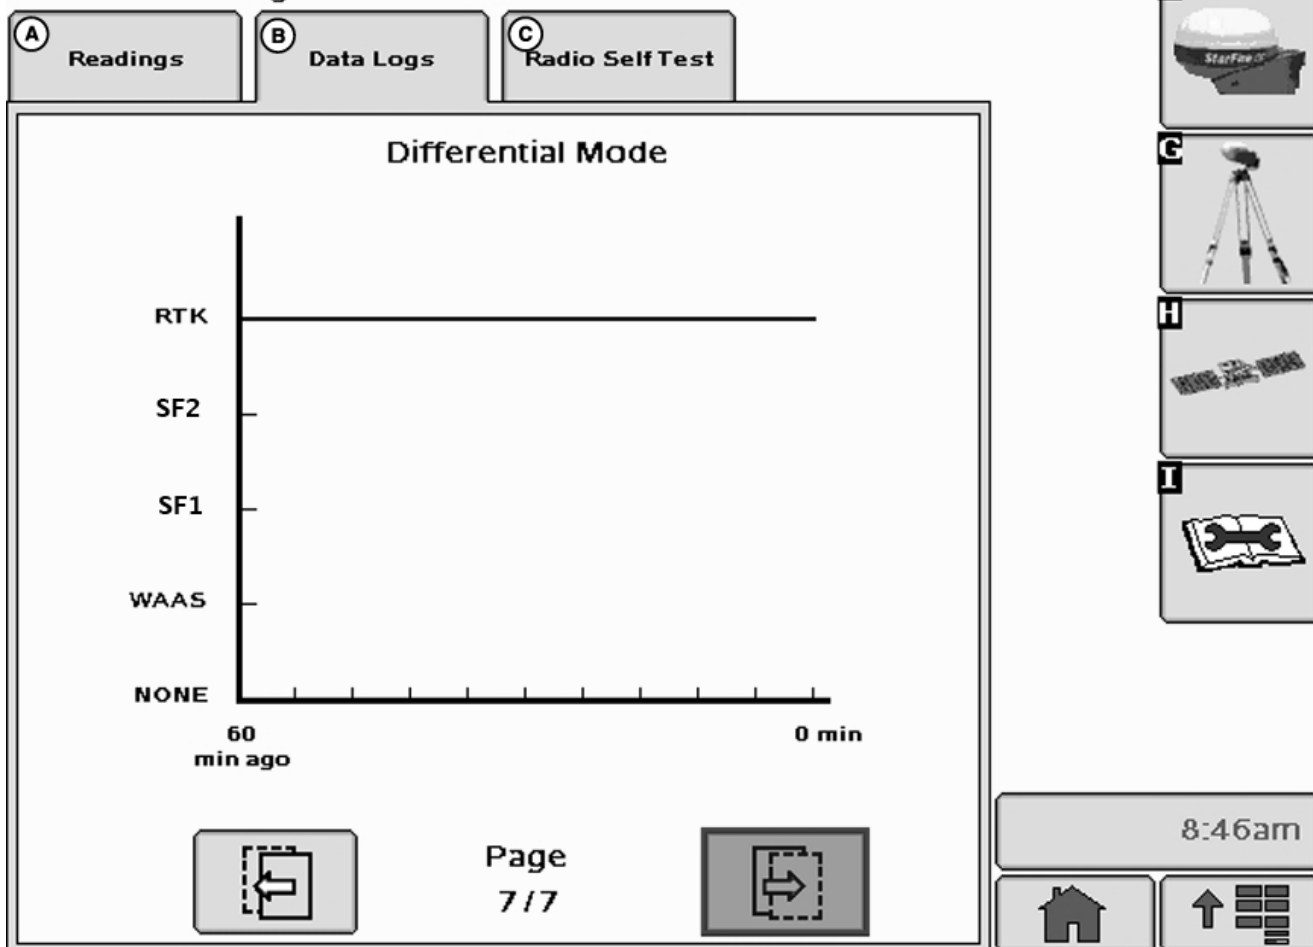 A
Readings
B
Data Logs
C
Radio Self Test
StarFire
G
H
I
Differential Mode
RTK
SF2
SF1
WAAS
NONE
60
min ago
0 min
Page
7/7
8:46am